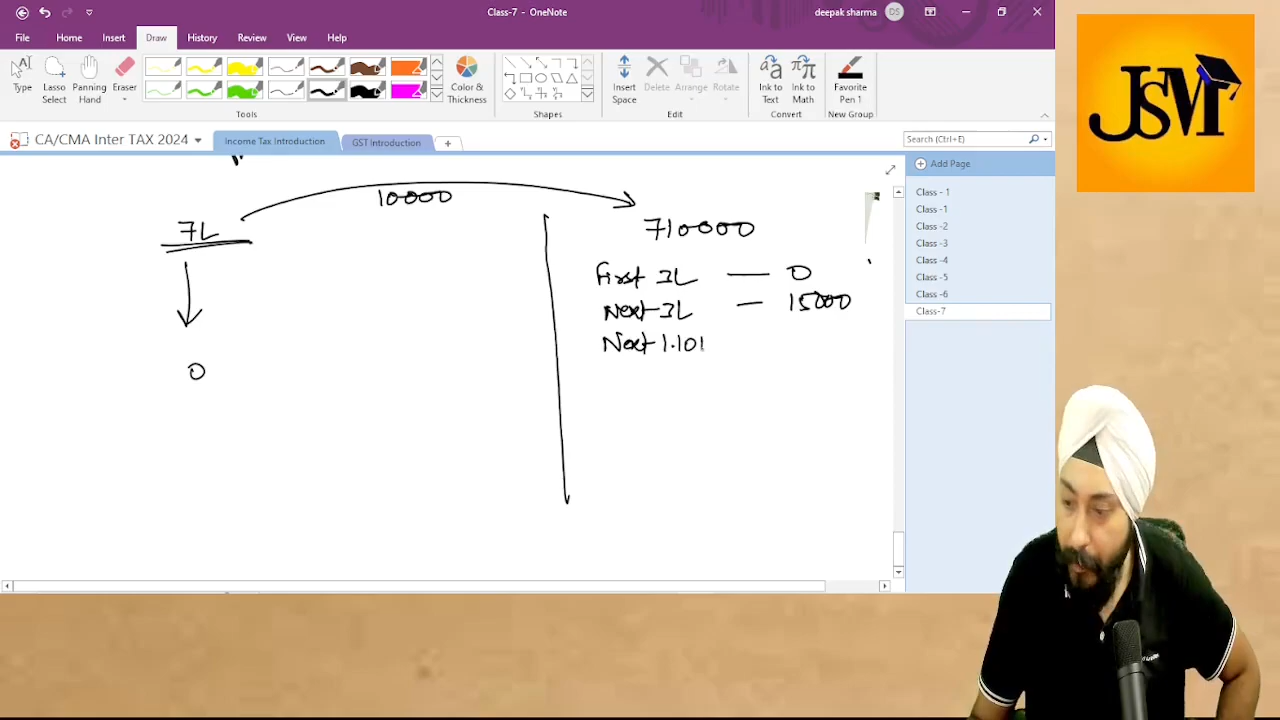 Class-7 - OneNote
deepak sharma DS
File Home Insert Draw History Review View Help
Type Lasso Select Panning Hand Eraser
Color & Thickness
Insert Space Delete Arrange Rotate
Ink to Text Ink to Math
Favorite Pen 1
Tools Shapes Edit Convert New Group
CA/CMA Inter TAX 2024 Income Tax Introduction GST Introduction
Search (Ctrl+E)
Add Page
Class - 1
Class -1
Class -2
Class -3
Class -4
Class -5
Class -6
Class-7
10000
7L
0
710000
First 3L — 0
Next 3L — 15000
Next 1.101
JSM